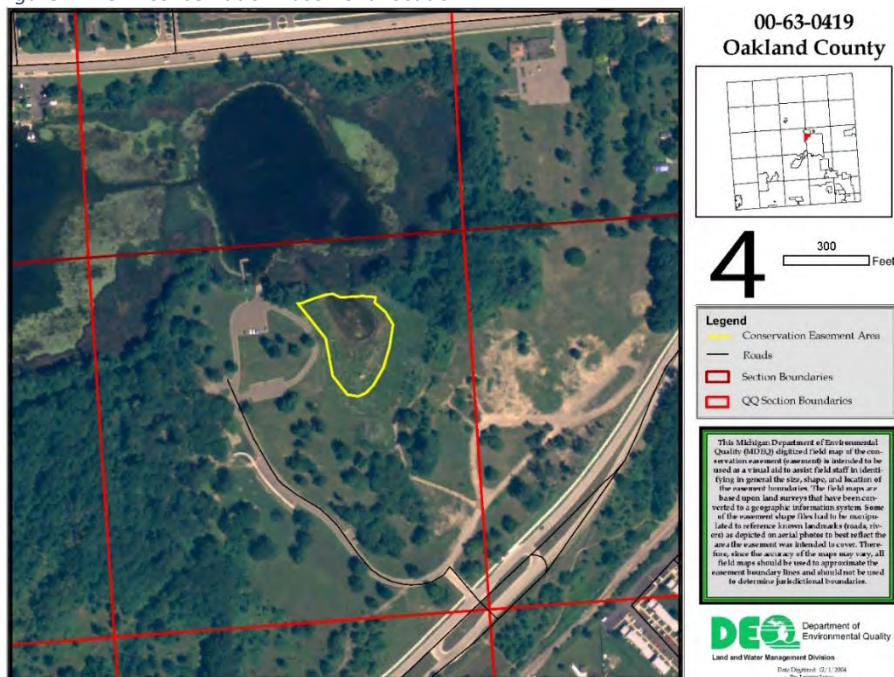 00-63-0419
Oakland County
4
300
Feet
Legend
Conservation Easement Area
Roads
Section Boundaries
QQ Section Boundaries
This Michigan Department of Environmental
Quality (MDEQ) digitized field map of the con-
servation easement (easement) is intended to be
used as a visual aid to assist field staff in identi-
fying in general the size, shape, and location of
the easement boundaries. The field maps are
based upon land surveys that have been con-
verted to a geographic information system. Some
of the easement shape files had to be manipu-
lated to reference known landmarks (roads, riv-
ers) as depicted on aerial photos to best reflect the
area the easement was intended to cover. There-
fore, since the accuracy of the maps may vary, all
field maps should be used to approximate the
easement boundary lines and should not be used
to determine jurisdictional boundaries.
DEQ
Department of
Environmental Quality
Land and Water Management Division
Date Digitized: 12/1/2004